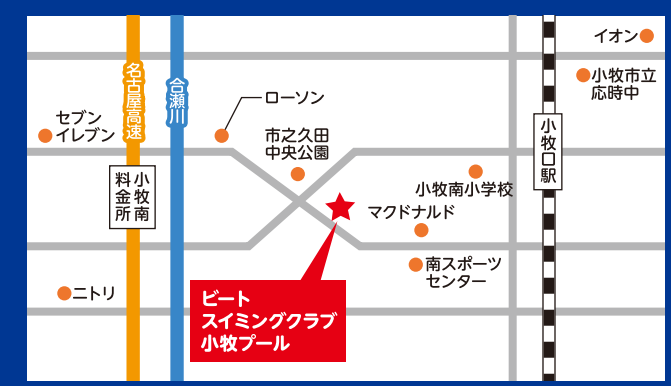 イオン
小牧市立
応時中
名古屋高速
合瀬川
ローソン
セブン
イレブン
市之久田
中央公園
小牧口駅
小牧南
料金所
小牧南小学校
マクドナルド
南スポーツ
センター
ニトリ
ビート
スイミングクラブ
小牧プール